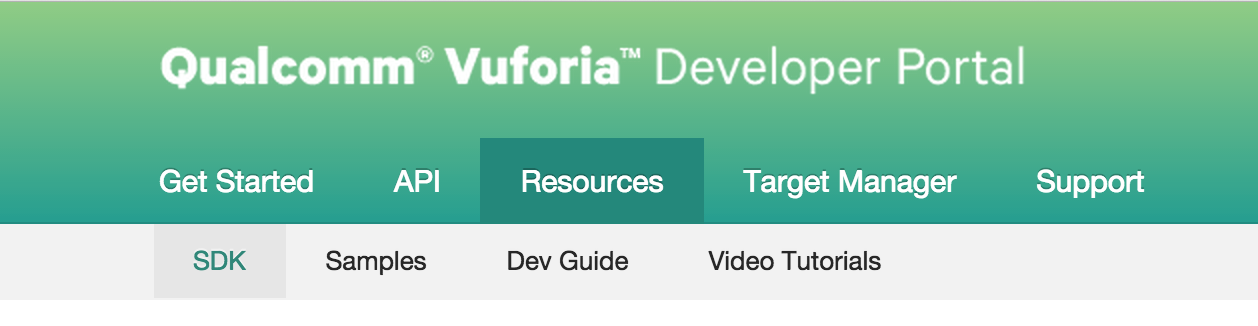 Qualcomm® Vuforia™ Developer Portal
Get Started API Resources Target Manager Support
SDK Samples Dev Guide Video Tutorials